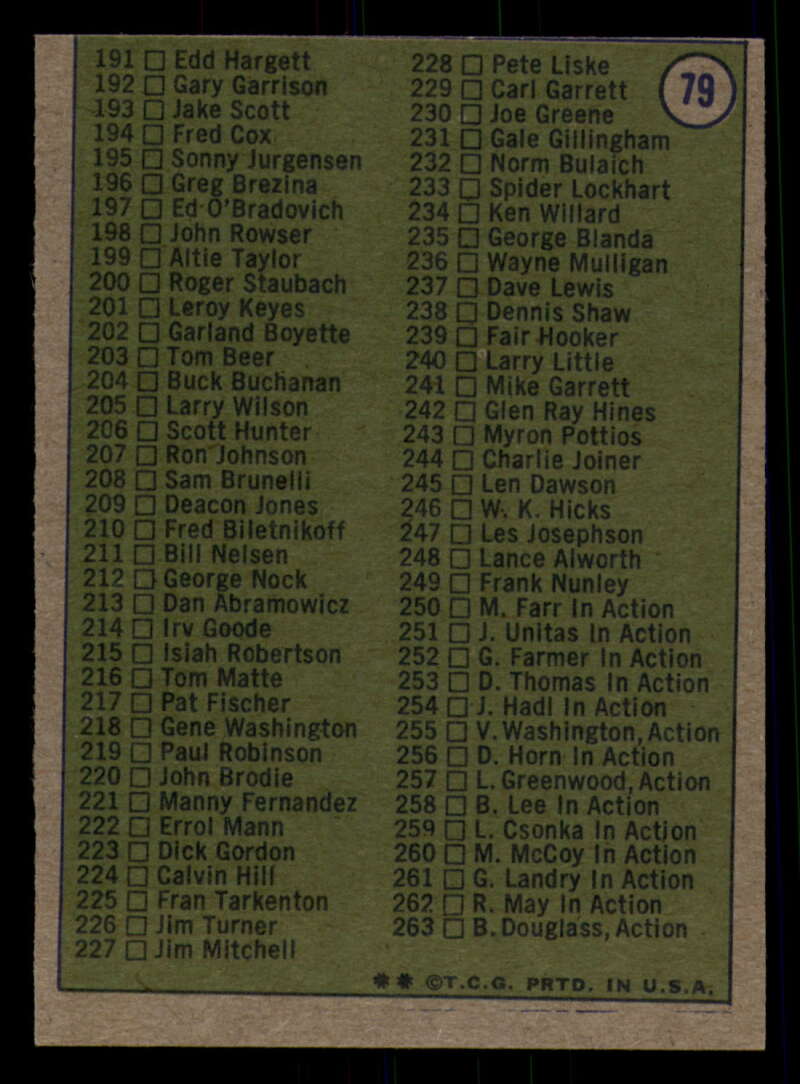 191 □ Edd Hargett
192 □ Gary Garrison
193 □ Jake Scott
194 □ Fred Cox
195 □ Sonny Jurgensen
196 □ Greg Brezina
197 □ Ed O'Bradovich
198 □ John Rowser
199 □ Altie Taylor
200 □ Roger Staubach
201 □ Leroy Keyes
202 □ Garland Boyette
203 □ Tom Beer
204 □ Buck Buchanan
205 □ Larry Wilson
206 □ Scott Hunter
207 □ Ron Johnson
208 □ Sam Brunelli
209 □ Deacon Jones
210 □ Fred Biletnikoff
211 □ Bill Nelsen
212 □ George Nock
213 □ Dan Abramowicz
214 □ Irv Goode
215 □ Isiah Robertson
216 □ Tom Matte
217 □ Pat Fischer
218 □ Gene Washington
219 □ Paul Robinson
220 □ John Brodie
221 □ Manny Fernandez
222 □ Errol Mann
223 □ Dick Gordon
224 □ Calvin Hill
225 □ Fran Tarkenton
226 □ Jim Turner
227 □ Jim Mitchell
228 □ Pete Liske
229 □ Carl Garrett
230 □ Joe Greene
231 □ Gale Gillingham
232 □ Norm Bulaich
233 □ Spider Lockhart
234 □ Ken Willard
235 □ George Blanda
236 □ Wayne Mulligan
237 □ Dave Lewis
238 □ Dennis Shaw
239 □ Fair Hooker
240 □ Larry Little
241 □ Mike Garrett
242 □ Glen Ray Hines
243 □ Myron Pottios
244 □ Charlie Joiner
245 □ Len Dawson
246 □ W. K. Hicks
247 □ Les Josephson
248 □ Lance Alworth
249 □ Frank Nunley
250 □ M. Farr In Action
251 □ J. Unitas In Action
252 □ G. Farmer In Action
253 □ D. Thomas In Action
254 □ J. Hadl In Action
255 □ V. Washington, Action
256 □ D. Horn In Action
257 □ L. Greenwood, Action
258 □ B. Lee In Action
259 □ L. Csonka In Action
260 □ M. McCoy In Action
261 □ G. Landry In Action
262 □ R. May In Action
263 □ B. Douglass, Action
79
** ©T.C.G. PRTD. IN U.S.A.